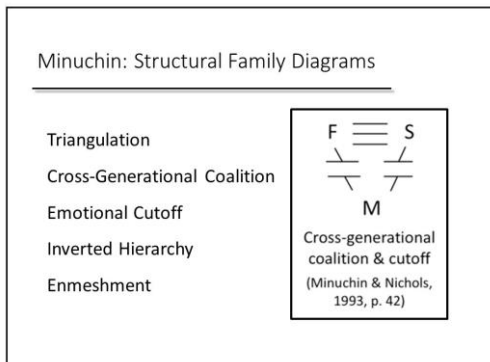 Minuchin: Structural Family Diagrams
Triangulation
Cross-Generational Coalition
Emotional Cutoff
Inverted Hierarchy
Enmeshment
F S
M
Cross-generational
coalition & cutoff
(Minuchin & Nichols,
1993, p. 42)